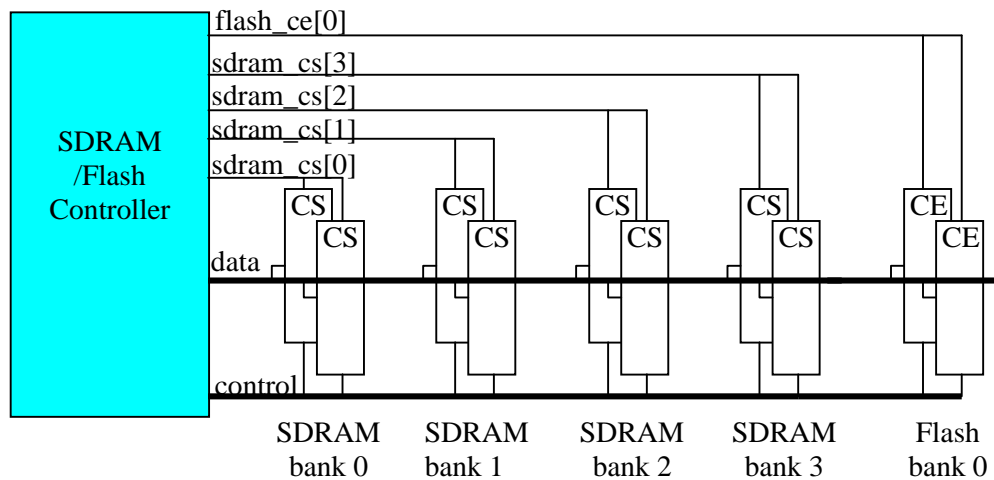 flash_ce[0]
sdram_cs[3]
sdram_cs[2]
sdram_cs[1]
sdram_cs[0]
SDRAM
/Flash
Controller
CS
CS
CS
CS
CS
CS
CS
CS
CE
CE
data
control
SDRAM
bank 0
SDRAM
bank 1
SDRAM
bank 2
SDRAM
bank 3
Flash
bank 0